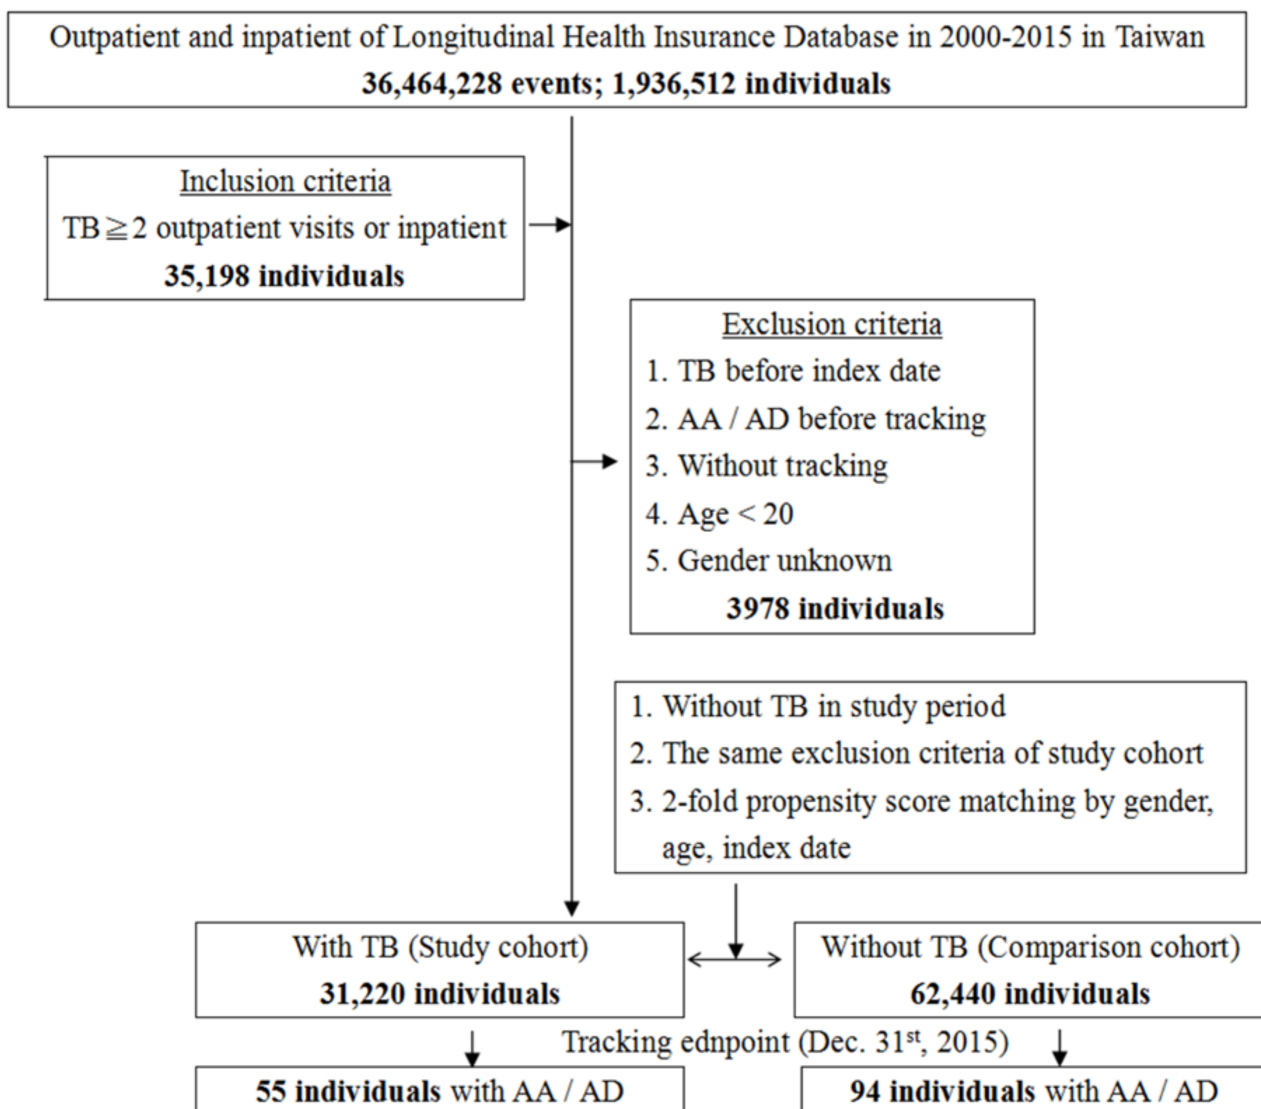 Outpatient and inpatient of Longitudinal Health Insurance Database in 2000-2015 in Taiwan
36,464,228 events; 1,936,512 individuals
Inclusion criteria
TB≧2 outpatient visits or inpatient
35,198 individuals
Exclusion criteria
1. TB before index date
2. AA / AD before tracking
3. Without tracking
4. Age < 20
5. Gender unknown
3978 individuals
1. Without TB in study period
2. The same exclusion criteria of study cohort
3. 2-fold propensity score matching by gender,
age, index date
With TB (Study cohort)
31,220 individuals
Without TB (Comparison cohort)
62,440 individuals
Tracking ednpoint (Dec. 31st, 2015)
55 individuals with AA / AD
94 individuals with AA / AD